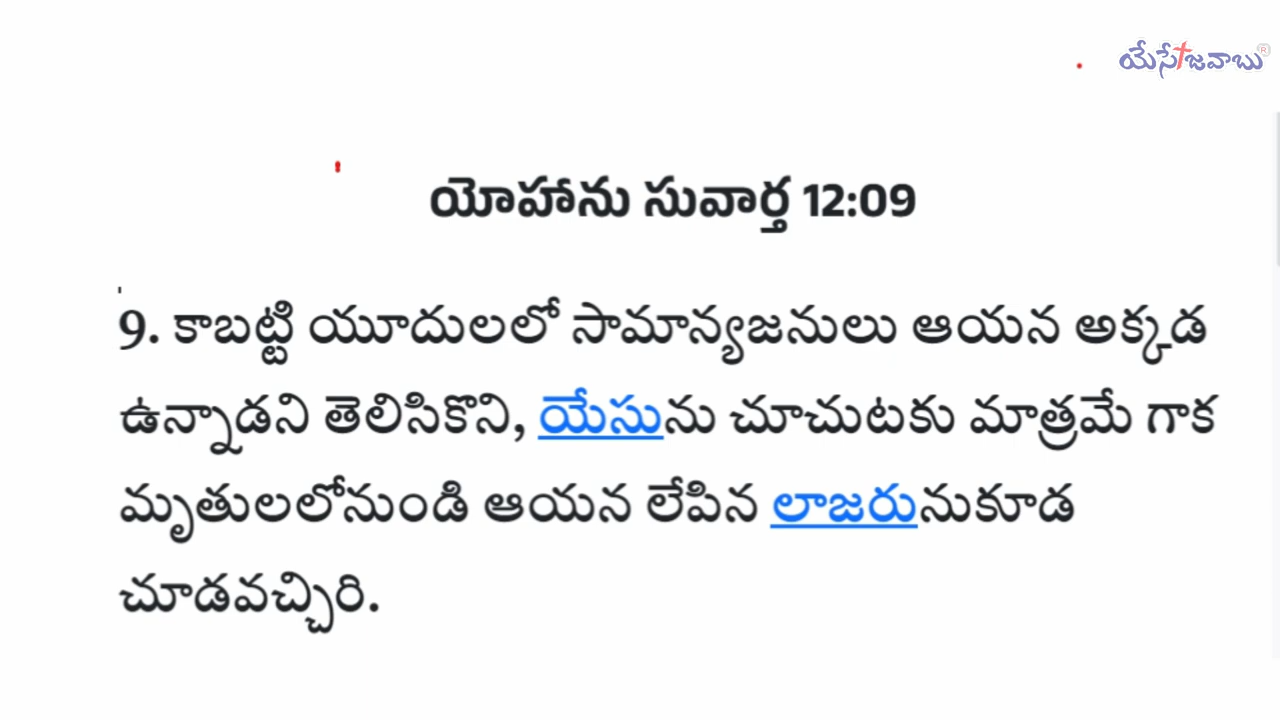 యేసే జవాబు®
యోహాను సువార్త 12:09
9. కాబట్టి యూదులలో సామాన్యజనులు ఆయన అక్కడ
ఉన్నాడని తెలిసికొని, యేసును చూచుటకు మాత్రమే గాక
మృతులలోనుండి ఆయన లేపిన లాజరునుకూడ
చూడవచ్చిరి.